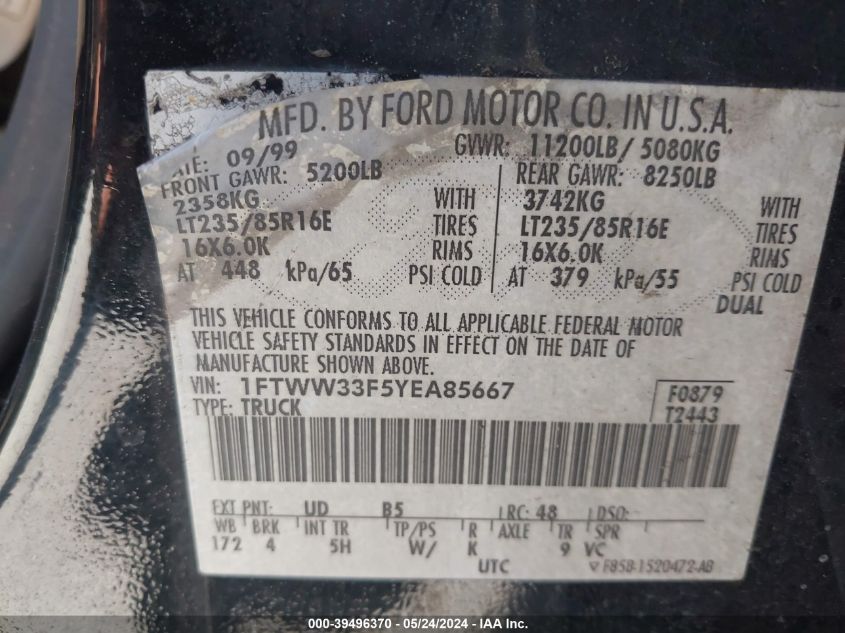 MFD. BY FORD MOTOR CO. IN U.S.A.
09/99 GVWR: 11200LB/ 5080KG
FRONT GAWR: 5200LB REAR GAWR: 8250LB
2358KG WITH 3742KG WITH
LT235/85R16E TIRES LT235/85R16E TIRES
16X6.0K RIMS 16X6.0K RIMS
AT 448 kPa/65 PSI COLD AT 379 kPa/55 PSI COLD
DUAL
THIS VEHICLE CONFORMS TO ALL APPLICABLE FEDERAL MOTOR
VEHICLE SAFETY STANDARDS IN EFFECT ON THE DATE OF
MANUFACTURE SHOWN ABOVE.
VIN: 1FTWW33F5YEA85667 F0879
TYPE: TRUCK T2443
EXT PNT: UD B5 RC: 48 DSO:
WB BRK INT TR TP/PS R AXLE TR SPR
172 4 5H W/ K 9 VC
UTC F85B-1520472-AB
000-39496370 - 05/24/2024 - IAA Inc.